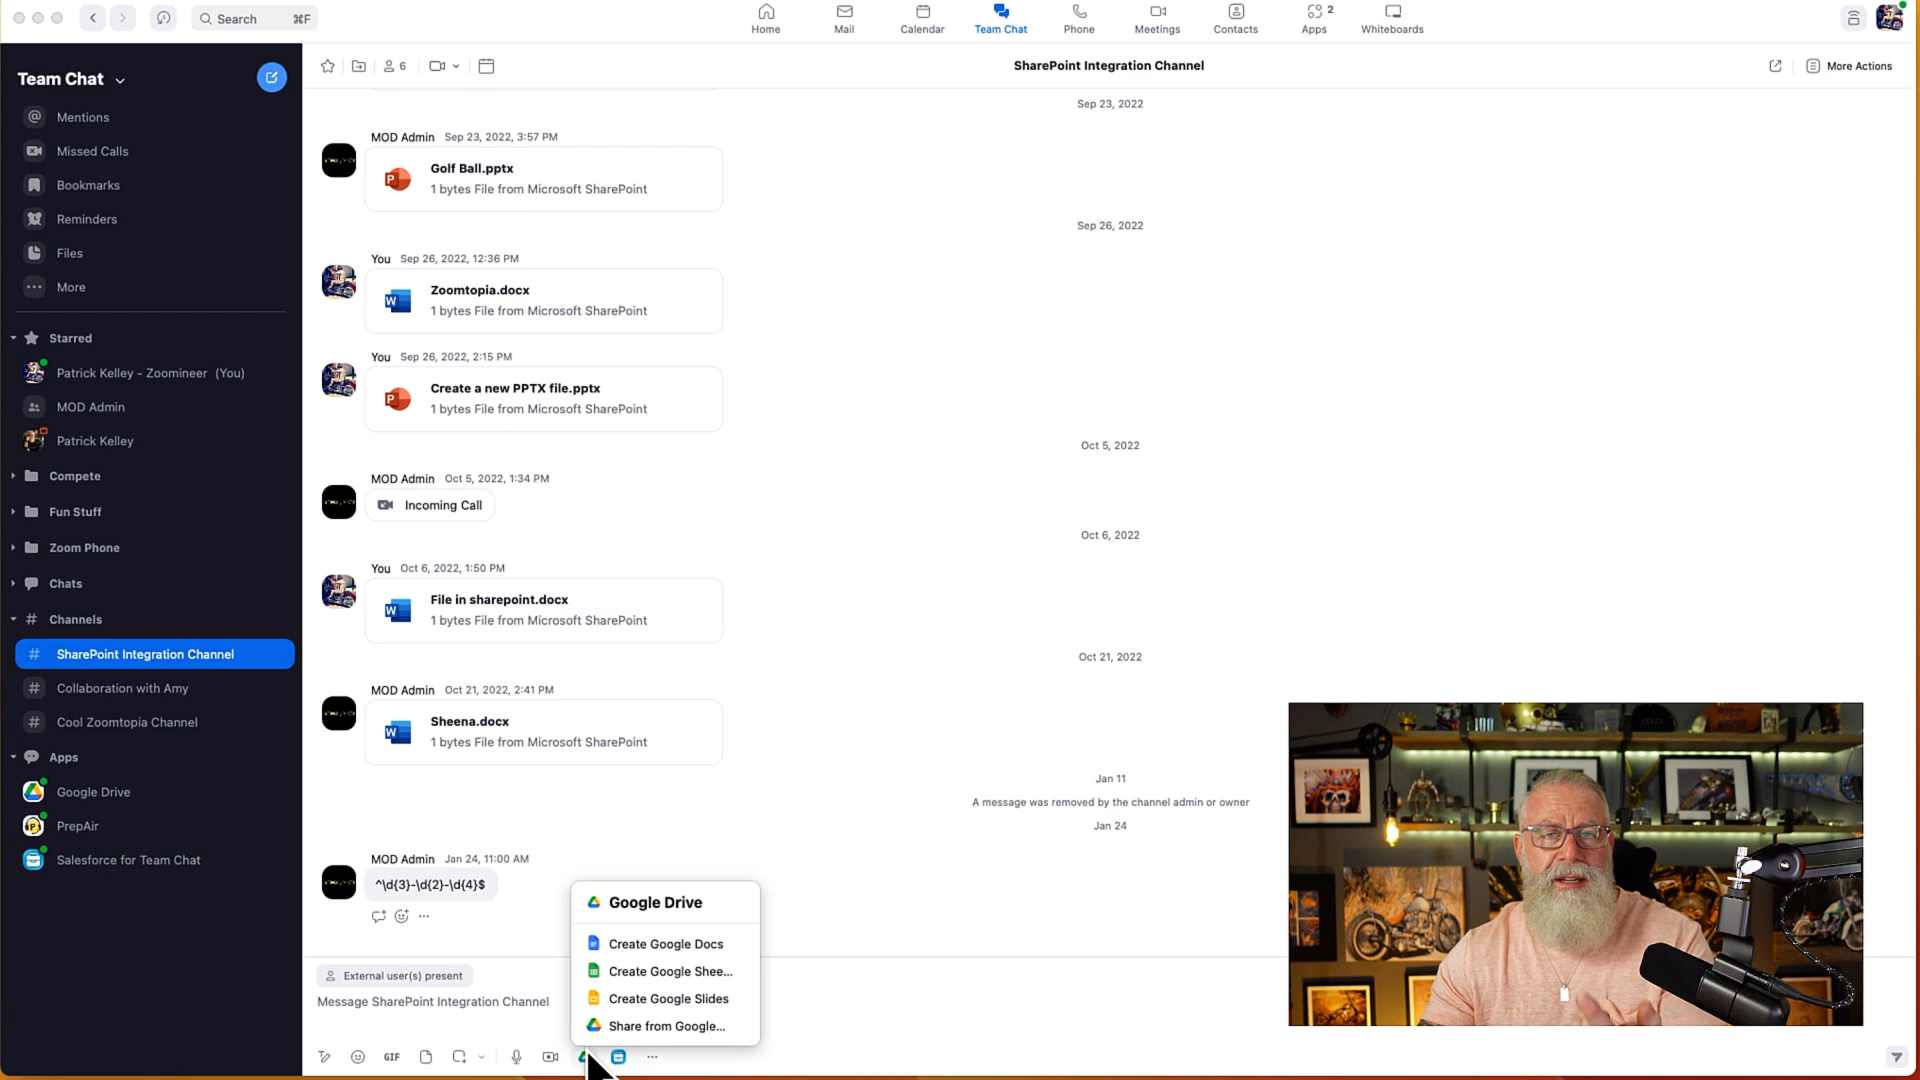 Search ⌘F
Home
Mail
Calendar
Team Chat
Phone
Meetings
Contacts
2
Apps
Whiteboards
Team Chat
Mentions
Missed Calls
Bookmarks
Reminders
Files
More
Starred
Patrick Kelley - Zoomineer (You)
MOD Admin
Patrick Kelley
Compete
Fun Stuff
Zoom Phone
Chats
# Channels
# SharePoint Integration Channel
# Collaboration with Amy
# Cool Zoomtopia Channel
Apps
Google Drive
PrepAir
Salesforce for Team Chat
6
SharePoint Integration Channel
More Actions
Sep 23, 2022
MOD Admin Sep 23, 2022, 3:57 PM
Golf Ball.pptx
1 bytes File from Microsoft SharePoint
Sep 26, 2022
You Sep 26, 2022, 12:36 PM
Zoomtopia.docx
1 bytes File from Microsoft SharePoint
You Sep 26, 2022, 2:15 PM
Create a new PPTX file.pptx
1 bytes File from Microsoft SharePoint
Oct 5, 2022
MOD Admin Oct 5, 2022, 1:34 PM
Incoming Call
Oct 6, 2022
You Oct 6, 2022, 1:50 PM
File in sharepoint.docx
1 bytes File from Microsoft SharePoint
Oct 21, 2022
MOD Admin Oct 21, 2022, 2:41 PM
Sheena.docx
1 bytes File from Microsoft SharePoint
Jan 11
A message was removed by the channel admin or owner
Jan 24
MOD Admin Jan 24, 11:00 AM
^\d{3}-\d{2}-\d{4}$
Google Drive
Create Google Docs
Create Google Shee...
Create Google Slides
Share from Google...
External user(s) present
Message SharePoint Integration Channel
GIF